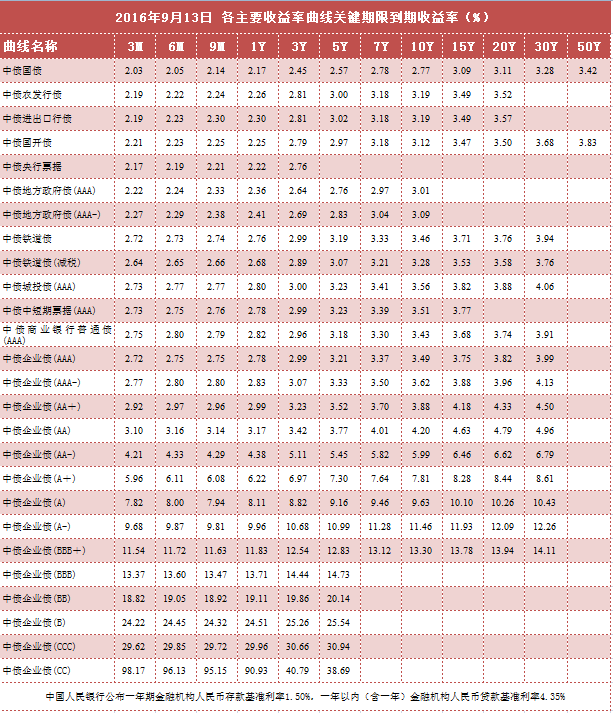 2016年9月13日 各主要收益率曲线关键期限到期收益率（%）
曲线名称 3M 6M 9M 1Y 3Y 5Y 7Y 10Y 15Y 20Y 30Y 50Y
中债国债 2.03 2.05 2.14 2.17 2.45 2.57 2.78 2.77 3.09 3.11 3.28 3.42
中债农发行债 2.19 2.22 2.24 2.26 2.81 3.00 3.18 3.19 3.49 3.52
中债进出口行债 2.19 2.23 2.30 2.30 2.81 3.02 3.18 3.19 3.49 3.57
中债国开债 2.21 2.23 2.25 2.25 2.79 2.97 3.18 3.12 3.47 3.50 3.68 3.83
中债央行票据 2.17 2.19 2.21 2.22 2.76
中债地方政府债(AAA) 2.22 2.24 2.33 2.36 2.64 2.76 2.97 3.01
中债地方政府债(AAA-) 2.27 2.29 2.38 2.41 2.69 2.83 3.04 3.09
中债铁道债 2.72 2.73 2.74 2.76 2.99 3.19 3.33 3.46 3.71 3.76 3.94
中债铁道债(减税) 2.64 2.65 2.66 2.68 2.89 3.07 3.21 3.28 3.53 3.58 3.76
中债城投债(AAA) 2.73 2.77 2.77 2.80 3.00 3.23 3.41 3.56 3.82 3.88 4.06
中债中短期票据(AAA) 2.73 2.75 2.76 2.78 2.99 3.23 3.39 3.51 3.77
中债商业银行普通债
(AAA) 2.75 2.80 2.79 2.82 2.96 3.18 3.30 3.43 3.68 3.74 3.91
中债企业债(AAA) 2.72 2.75 2.75 2.78 2.99 3.21 3.37 3.49 3.75 3.82 3.99
中债企业债(AAA-) 2.77 2.80 2.80 2.83 3.07 3.33 3.50 3.62 3.88 3.96 4.13
中债企业债(AA＋) 2.92 2.97 2.96 2.99 3.23 3.52 3.70 3.88 4.18 4.33 4.50
中债企业债(AA) 3.10 3.16 3.14 3.17 3.42 3.77 4.01 4.20 4.63 4.79 4.96
中债企业债(AA-) 4.21 4.33 4.29 4.38 5.11 5.45 5.82 5.99 6.46 6.62 6.79
中债企业债(A＋) 5.96 6.11 6.08 6.22 6.97 7.30 7.64 7.81 8.28 8.44 8.61
中债企业债(A) 7.82 8.00 7.94 8.11 8.82 9.16 9.46 9.63 10.10 10.26 10.43
中债企业债(A-) 9.68 9.87 9.81 9.96 10.68 10.99 11.28 11.46 11.93 12.09 12.26
中债企业债(BBB＋) 11.54 11.72 11.63 11.83 12.54 12.83 13.12 13.30 13.78 13.94 14.11
中债企业债(BBB) 13.37 13.60 13.47 13.71 14.44 14.73
中债企业债(BB) 18.82 19.05 18.92 19.11 19.86 20.14
中债企业债(B) 24.22 24.45 24.32 24.51 25.26 25.54
中债企业债(CCC) 29.62 29.85 29.72 29.96 30.66 30.94
中债企业债(CC) 98.17 96.13 95.15 90.93 40.79 38.69
中国人民银行公布一年期金融机构人民币存款基准利率1.50%，一年以内（含一年）金融机构人民币贷款基准利率4.35%